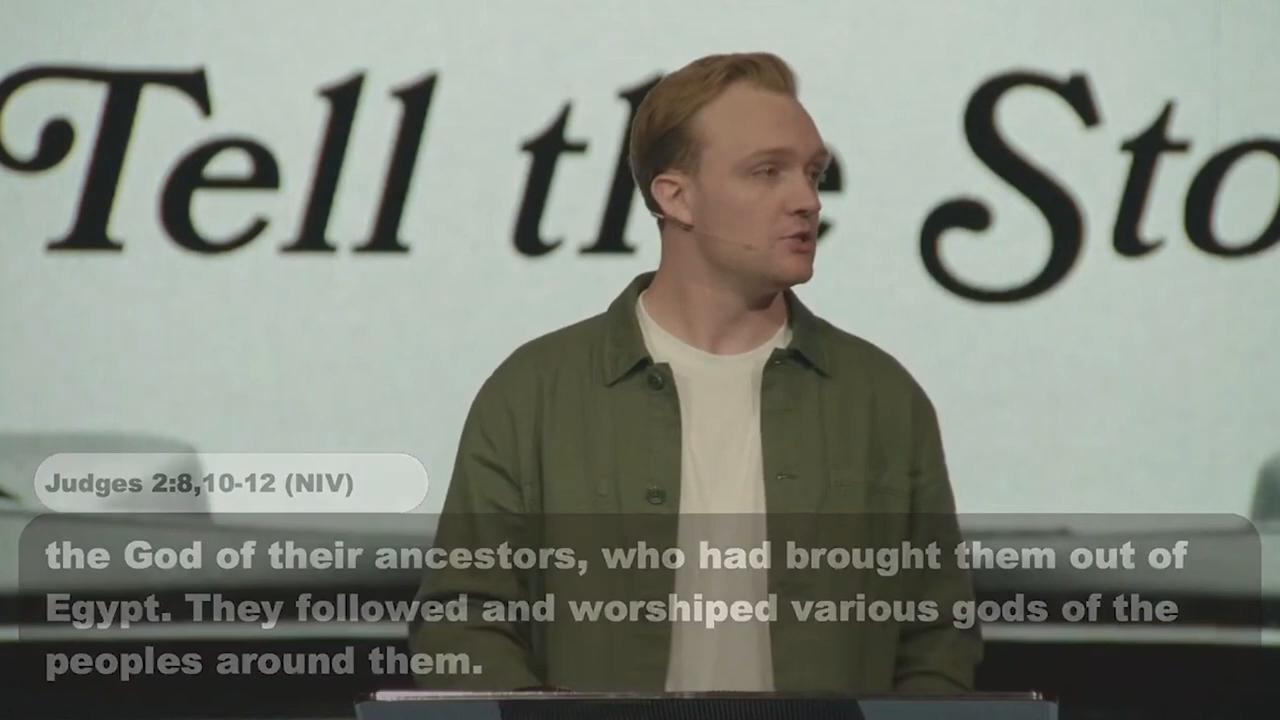 Tell the Sto
Judges 2:8,10-12 (NIV)
the God of their ancestors, who had brought them out of
Egypt. They followed and worshiped various gods of the
peoples around them.